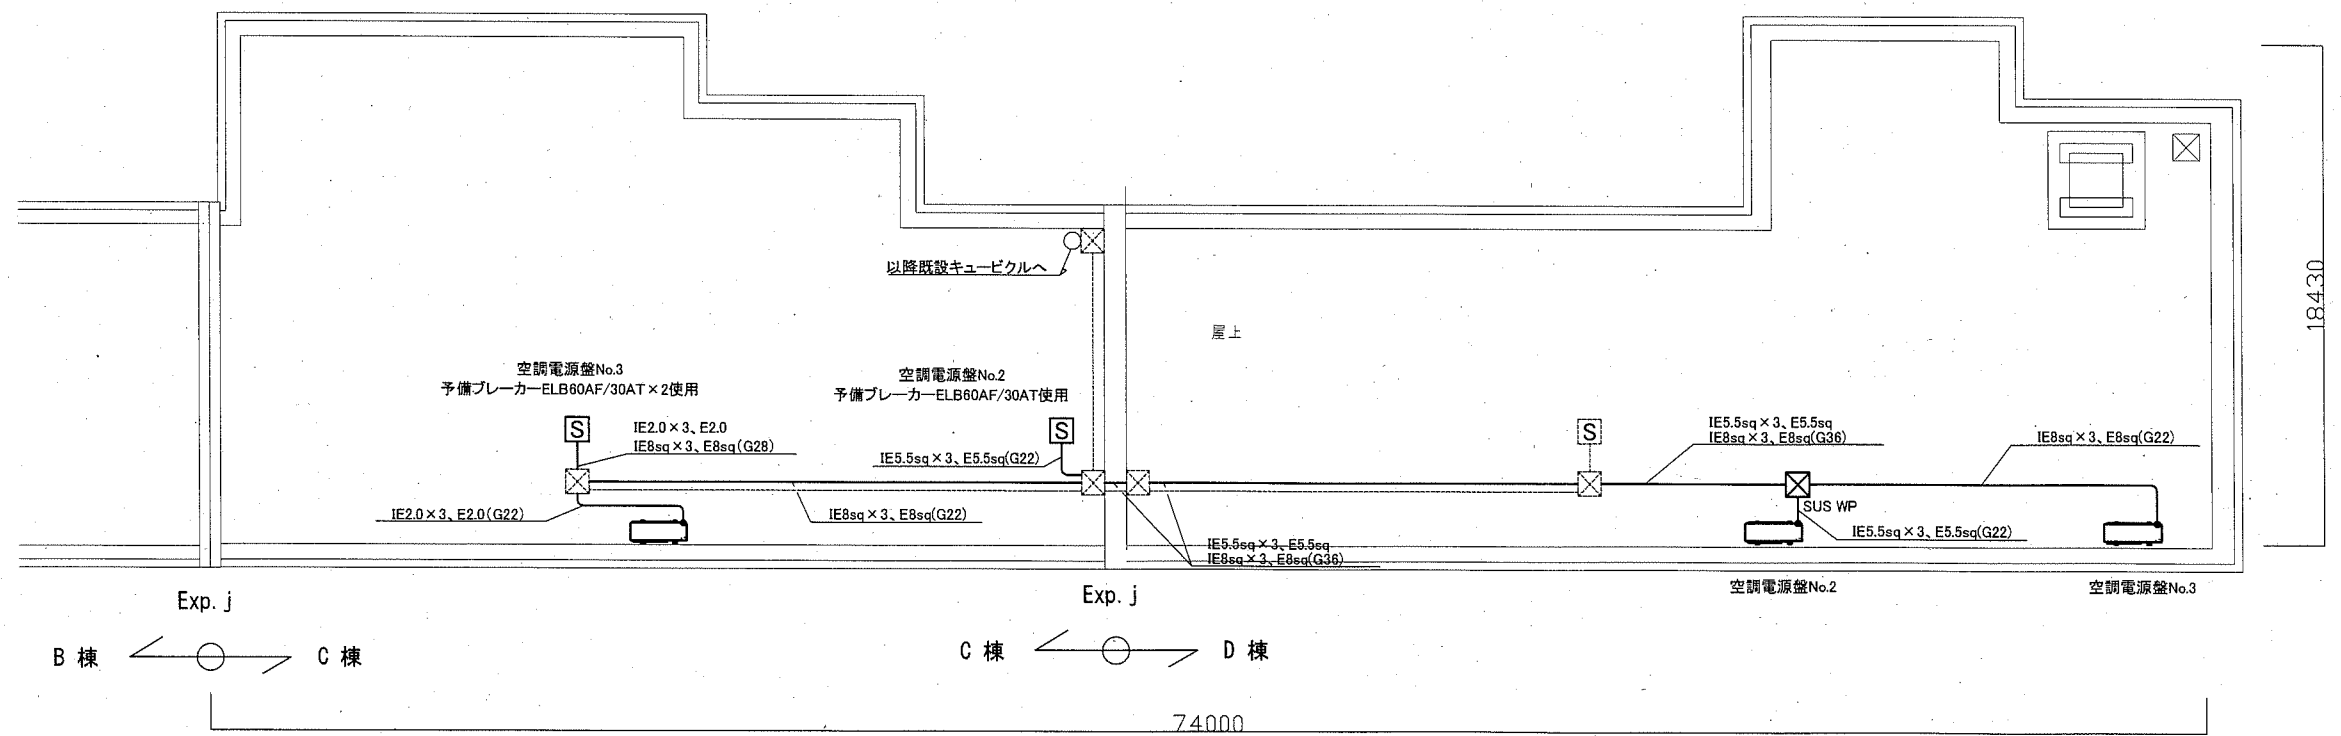 以降既設キュービクルへ
屋上
18430
空調電源盤No.3
予備ブレーカーELB60AF/30AT×2使用
空調電源盤No.2
予備ブレーカーELB60AF/30AT使用
S
IE2.0×3、E2.0
IE8sq×3、E8sq(G28)
S
IE5.5sq×3、E5.5sq(G22)
S
IE5.5sq×3、E5.5sq
IE8sq×3、E8sq(G36)
IE8sq×3、E8sq(G22)
IE2.0×3、E2.0(G22)
IE8sq×3、E8sq(G22)
SUS WP
IE5.5sq×3、E5.5sq(G22)
IE5.5sq×3、E5.5sq
IE8sq×3、E8sq(G36)
空調電源盤No.2
空調電源盤No.3
Exp. j
Exp. j
B 棟
C 棟
C 棟
D 棟
74000